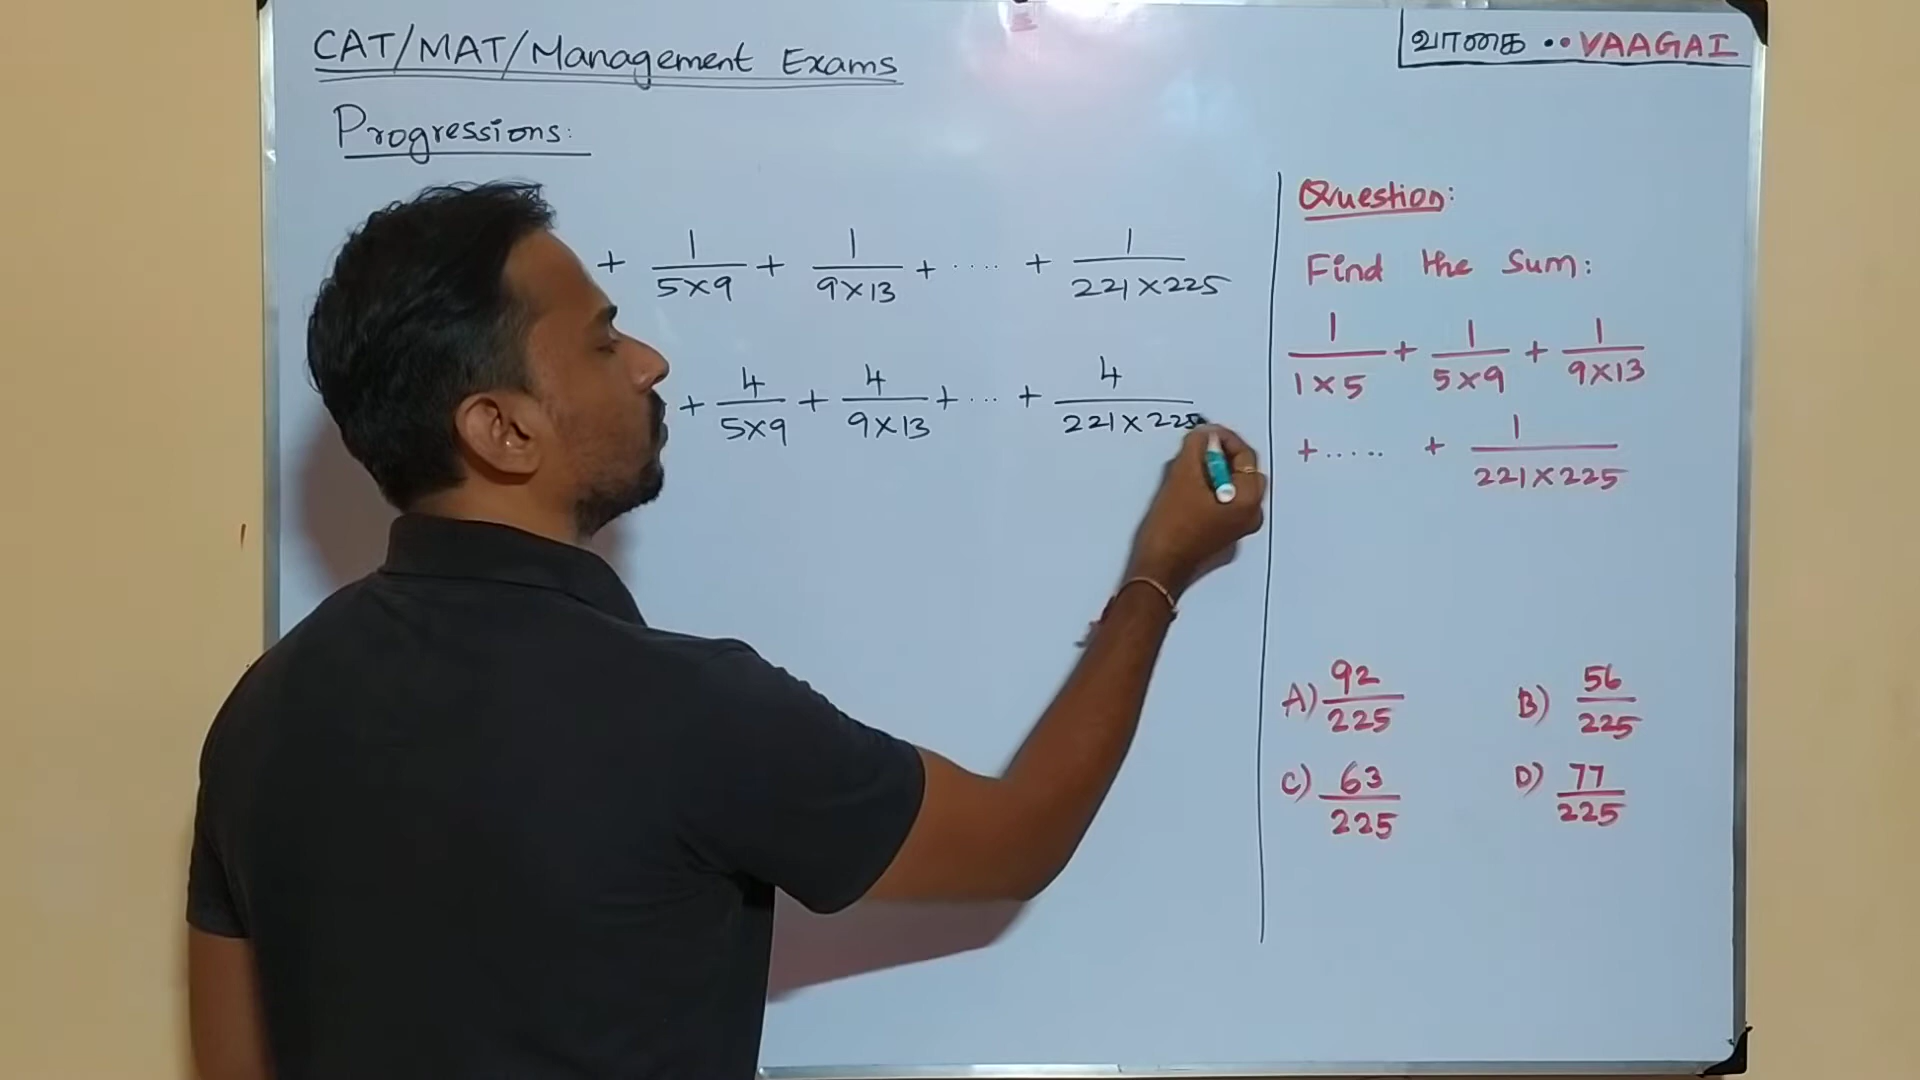 CAT/MAT/Management Exams
வாகை ..VAAGAI
Progressions:
+ 1/(5×9) + 1/(9×13) + .... + 1/(221×225)
+ 4/(5×9) + 4/(9×13) + ... + 4/(221×225)
Question:
Find the Sum:
1/(1×5) + 1/(5×9) + 1/(9×13)
+ ..... + 1/(221×225)
A) 92/225 B) 56/225
C) 63/225 D) 77/225